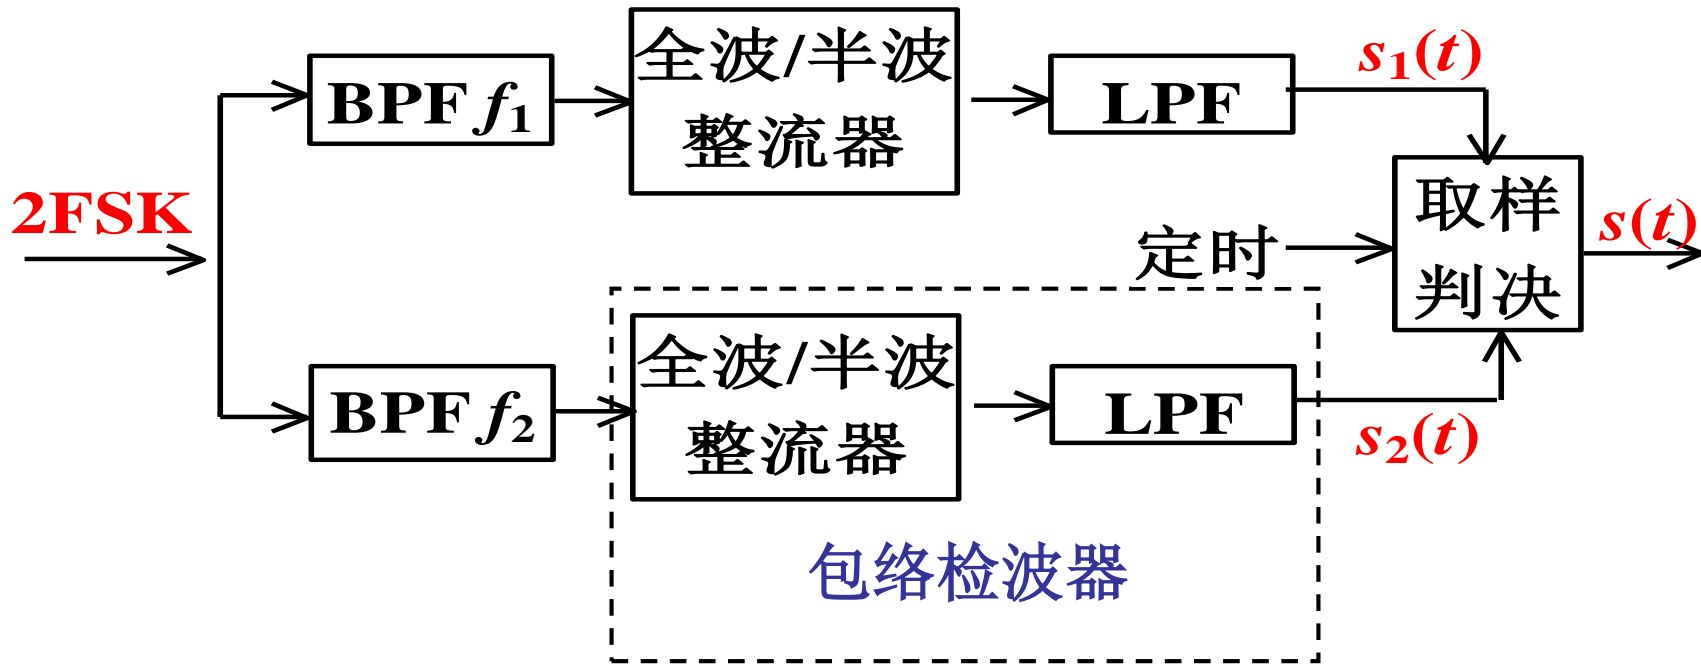 2FSK
BPF f₁
全波/半波
整流器
LPF
s₁(t)
定时
取样
判决
s(t)
BPF f₂
全波/半波
整流器
LPF
s₂(t)
包络检波器